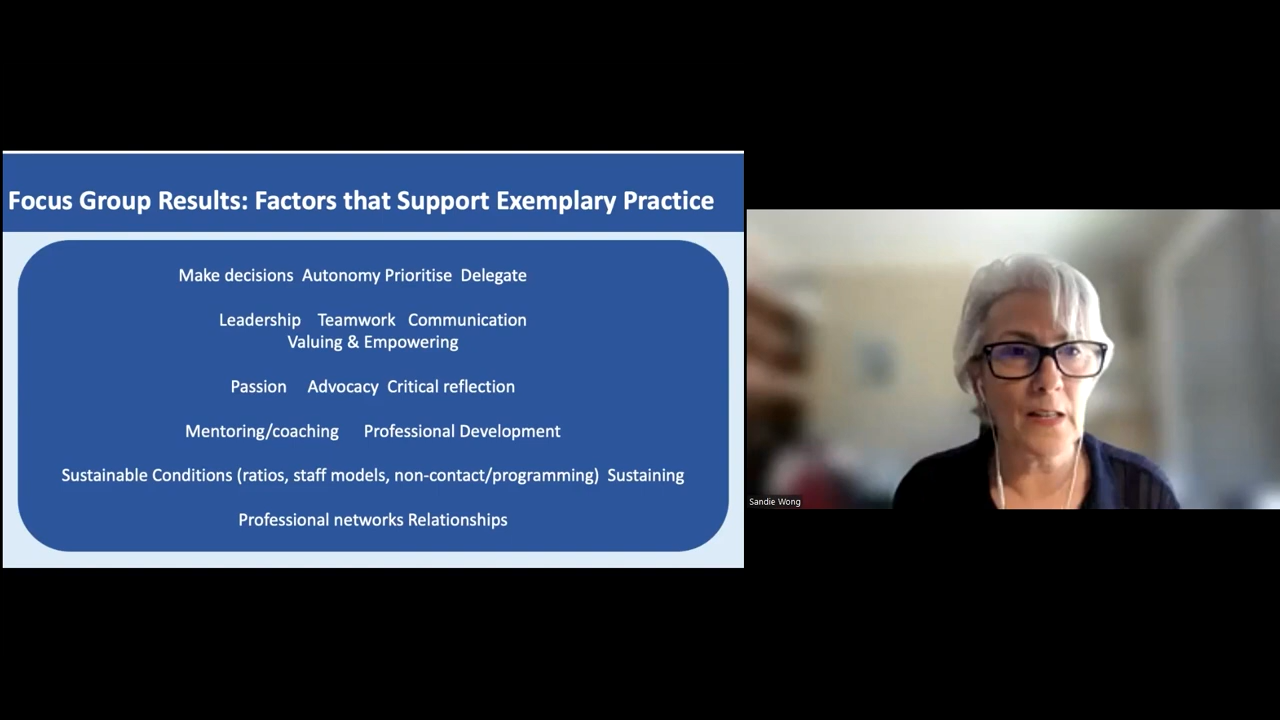 Focus Group Results: Factors that Support Exemplary Practice
Make decisions Autonomy Prioritise Delegate
Leadership Teamwork Communication
Valuing & Empowering
Passion Advocacy Critical reflection
Mentoring/coaching Professional Development
Sustainable Conditions (ratios, staff models, non-contact/programming) Sustaining
Professional networks Relationships
Sandie Wong